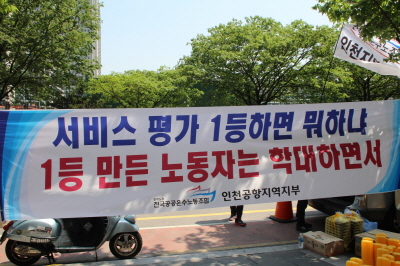 서비스 평가 1등하면 뭐하냐
1등 만든 노동자는 학대하면서
전국공공운수노동조합 인천공항지역지부
인천지